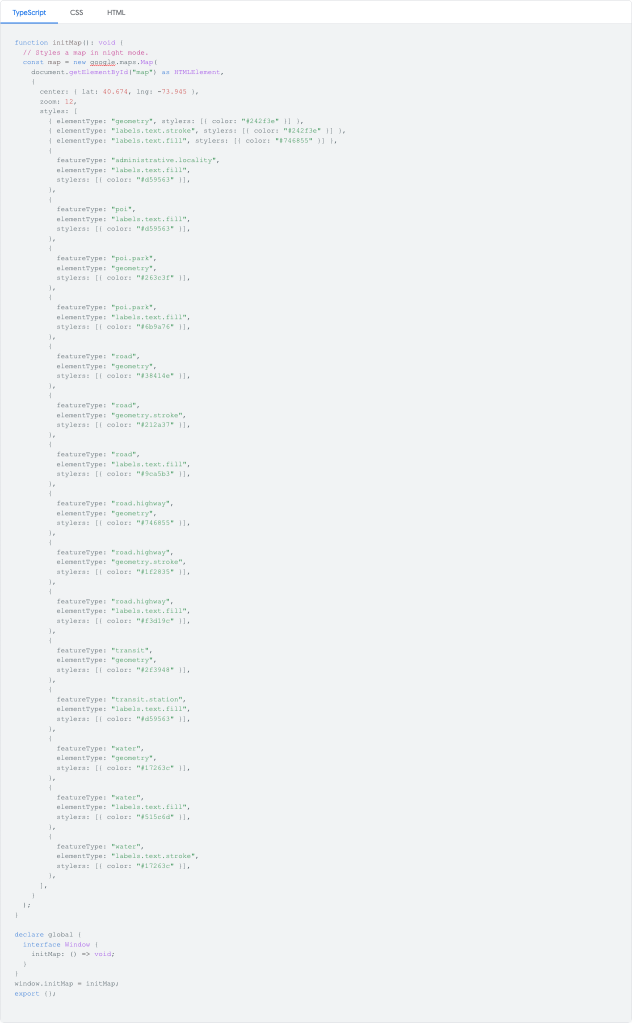 TypeScript
CSS
HTML
function initMap(): void {
  // Styles a map in night mode.
  const map = new google.maps.Map(
    document.getElementById("map") as HTMLElement,
    {
      center: { lat: 40.674, lng: -73.945 },
      zoom: 12,
      styles: [
        { elementType: "geometry", stylers: [{ color: "#242f3e" }] },
        { elementType: "labels.text.stroke", stylers: [{ color: "#242f3e" }] },
        { elementType: "labels.text.fill", stylers: [{ color: "#746855" }] },
        {
          featureType: "administrative.locality",
          elementType: "labels.text.fill",
          stylers: [{ color: "#d59563" }],
        },
        {
          featureType: "poi",
          elementType: "labels.text.fill",
          stylers: [{ color: "#d59563" }],
        },
        {
          featureType: "poi.park",
          elementType: "geometry",
          stylers: [{ color: "#263c3f" }],
        },
        {
          featureType: "poi.park",
          elementType: "labels.text.fill",
          stylers: [{ color: "#6b9a76" }],
        },
        {
          featureType: "road",
          elementType: "geometry",
          stylers: [{ color: "#38414e" }],
        },
        {
          featureType: "road",
          elementType: "geometry.stroke",
          stylers: [{ color: "#212a37" }],
        },
        {
          featureType: "road",
          elementType: "labels.text.fill",
          stylers: [{ color: "#9ca5b3" }],
        },
        {
          featureType: "road.highway",
          elementType: "geometry",
          stylers: [{ color: "#746855" }],
        },
        {
          featureType: "road.highway",
          elementType: "geometry.stroke",
          stylers: [{ color: "#1f2835" }],
        },
        {
          featureType: "road.highway",
          elementType: "labels.text.fill",
          stylers: [{ color: "#f3d19c" }],
        },
        {
          featureType: "transit",
          elementType: "geometry",
          stylers: [{ color: "#2f3948" }],
        },
        {
          featureType: "transit.station",
          elementType: "labels.text.fill",
          stylers: [{ color: "#d59563" }],
        },
        {
          featureType: "water",
          elementType: "geometry",
          stylers: [{ color: "#17263c" }],
        },
        {
          featureType: "water",
          elementType: "labels.text.fill",
          stylers: [{ color: "#515c6d" }],
        },
        {
          featureType: "water",
          elementType: "labels.text.stroke",
          stylers: [{ color: "#17263c" }],
        },
      ],
    }
  );
}
declare global {
  interface Window {
    initMap: () => void;
  }
}
window.initMap = initMap;
export {};